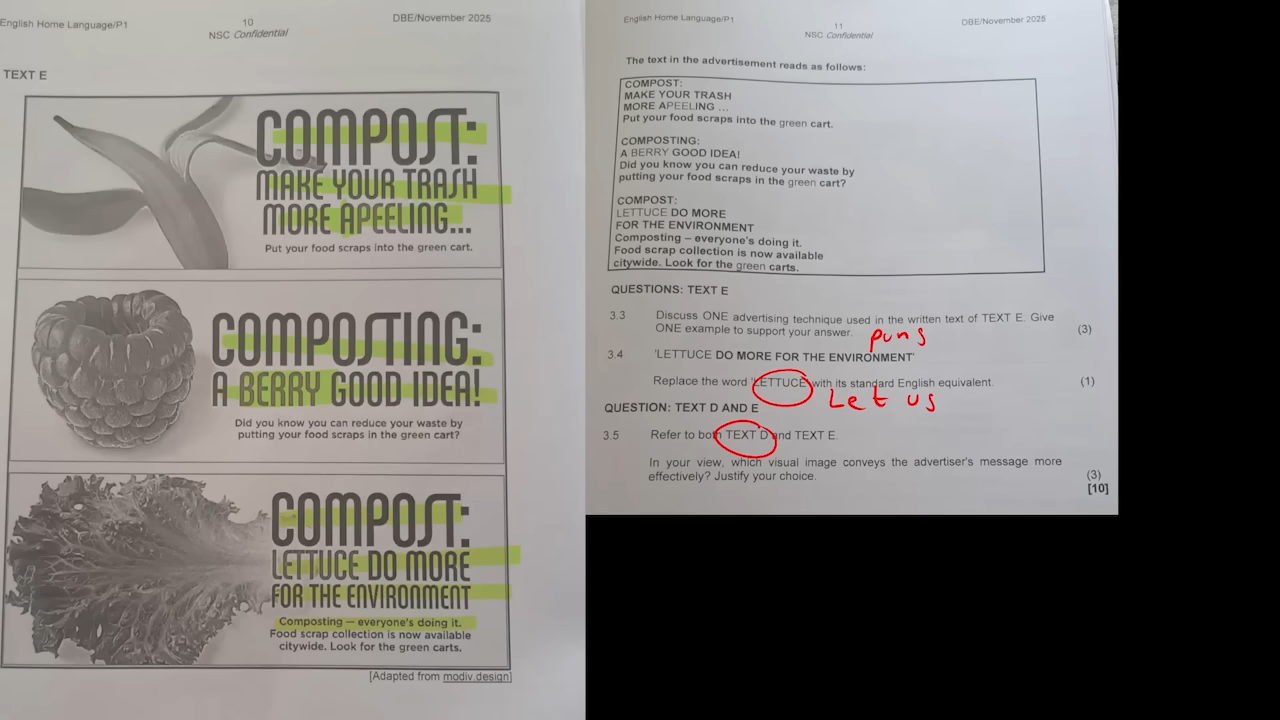 English Home Language/P1
10
DBE/November 2025
NSC Confidential
TEXT E
COMPOST:
MAKE YOUR TRASH
MORE APEELING...
Put your food scraps into the green cart.
COMPOSTING:
A BERRY GOOD IDEA!
Did you know you can reduce your waste by
putting your food scraps in the green cart?
COMPOST:
LETTUCE DO MORE
FOR THE ENVIRONMENT
Composting — everyone's doing it.
Food scrap collection is now available
citywide. Look for the green carts.
[Adapted from modiv.design]
English Home Language/P1
11
DBE/November 2025
NSC Confidential
The text in the advertisement reads as follows:
COMPOST:
MAKE YOUR TRASH
MORE APEELING ...
Put your food scraps into the green cart.
COMPOSTING:
A BERRY GOOD IDEA!
Did you know you can reduce your waste by
putting your food scraps in the green cart?
COMPOST:
LETTUCE DO MORE
FOR THE ENVIRONMENT
Composting – everyone's doing it.
Food scrap collection is now available
citywide. Look for the green carts.
QUESTIONS: TEXT E
3.3 Discuss ONE advertising technique used in the written text of TEXT E. Give
ONE example to support your answer. (3)
puns
3.4 'LETTUCE DO MORE FOR THE ENVIRONMENT'
Replace the word 'LETTUCE' with its standard English equivalent. (1)
Let us
QUESTION: TEXT D AND E
3.5 Refer to both TEXT D and TEXT E.
In your view, which visual image conveys the advertiser's message more
effectively? Justify your choice. (3)
[10]